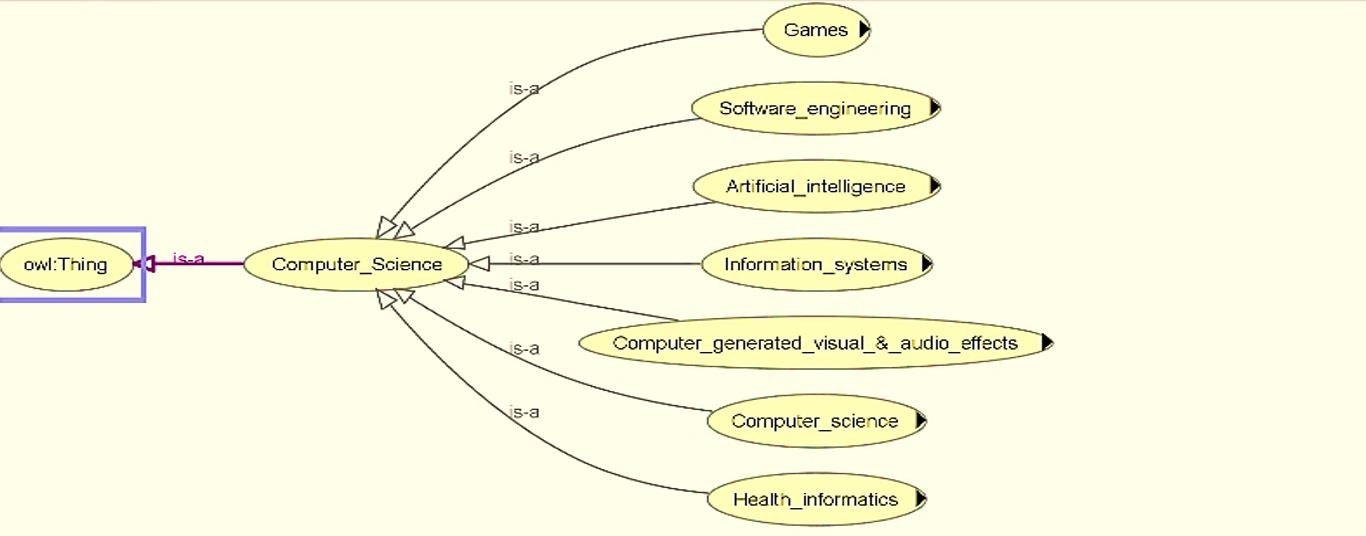 Games
is-a
Software_engineering
is-a
Artificial_intelligence
is-a
owl:Thing
is-a
Computer_Science
is-a
Information_systems
is-a
Computer_generated_visual_&_audio_effects
is-a
Computer_science
is-a
Health_informatics